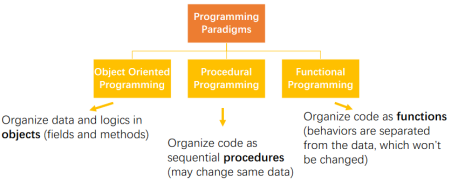 Programming
Paradigms
Object Oriented
Programming
Procedural
Programming
Functional
Programming
Organize data and logics in
objects (fields and methods)
Organize code as
sequential procedures
(may change same data)
Organize code as functions
(behaviors are separated
from the data, which won't
be changed)